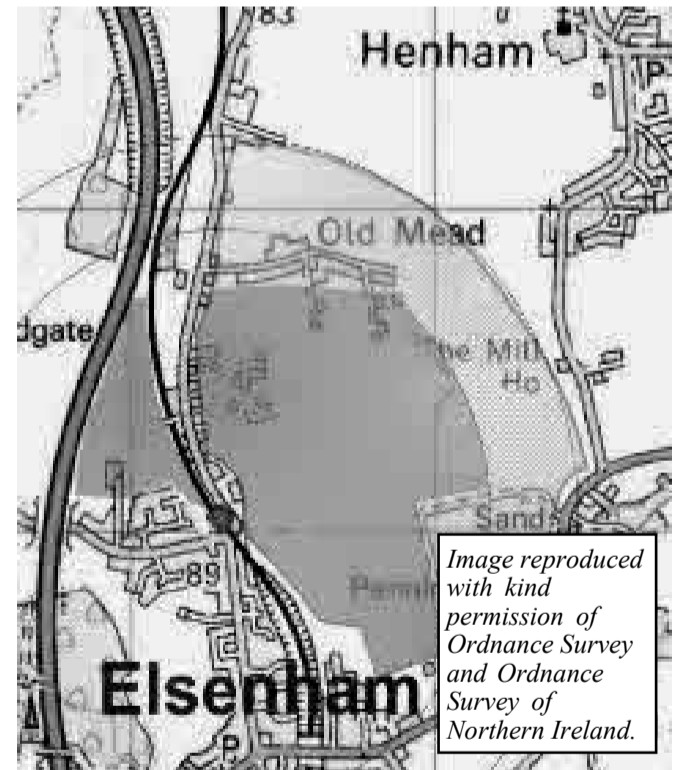 83
Henham
P
Old Mead
dgate
The Mill
Ho
Sand
89
Elsenham
P
Image reproduced
with kind
permission of
Ordnance Survey
and Ordnance
Survey of
Northern Ireland.